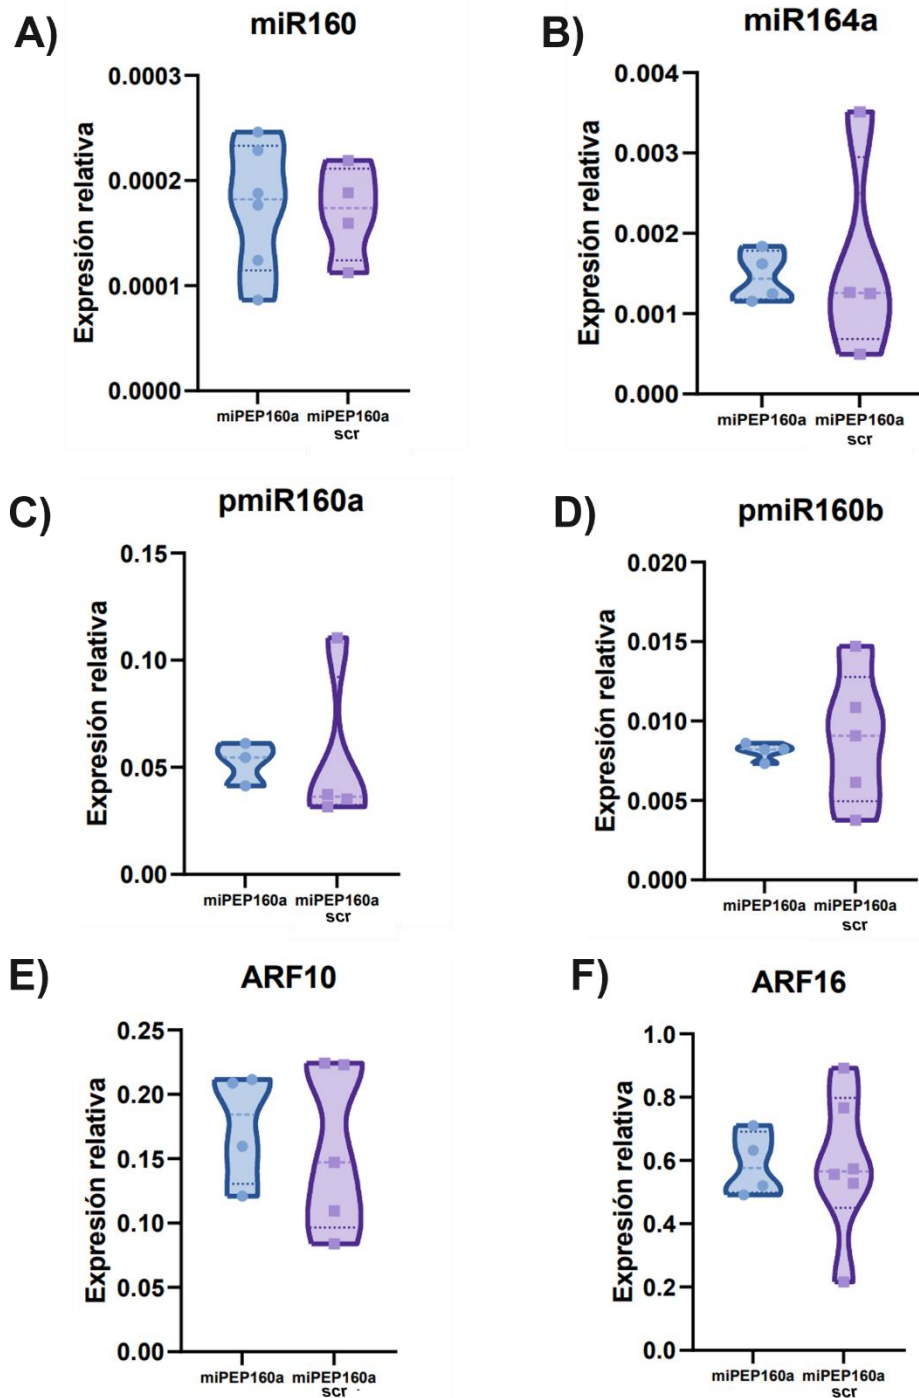 A)
miR160
Expresión relativa
0.0003
0.0002
0.0001
0.0000
miPEP160a
miPEP160a
scr
B)
miR164a
Expresión relativa
0.004
0.003
0.002
0.001
0.000
miPEP160a
miPEP160a
scr
C)
pmiR160a
Expresión relativa
0.15
0.10
0.05
0.00
miPEP160a
miPEP160a
scr
D)
pmiR160b
Expresión relativa
0.020
0.015
0.010
0.005
0.000
miPEP160a
miPEP160a
scr
E)
ARF10
Expresión relativa
0.25
0.20
0.15
0.10
0.05
0.00
miPEP160a
miPEP160a
scr
F)
ARF16
Expresión relativa
1.0
0.8
0.6
0.4
0.2
0.0
miPEP160a
miPEP160a
scr